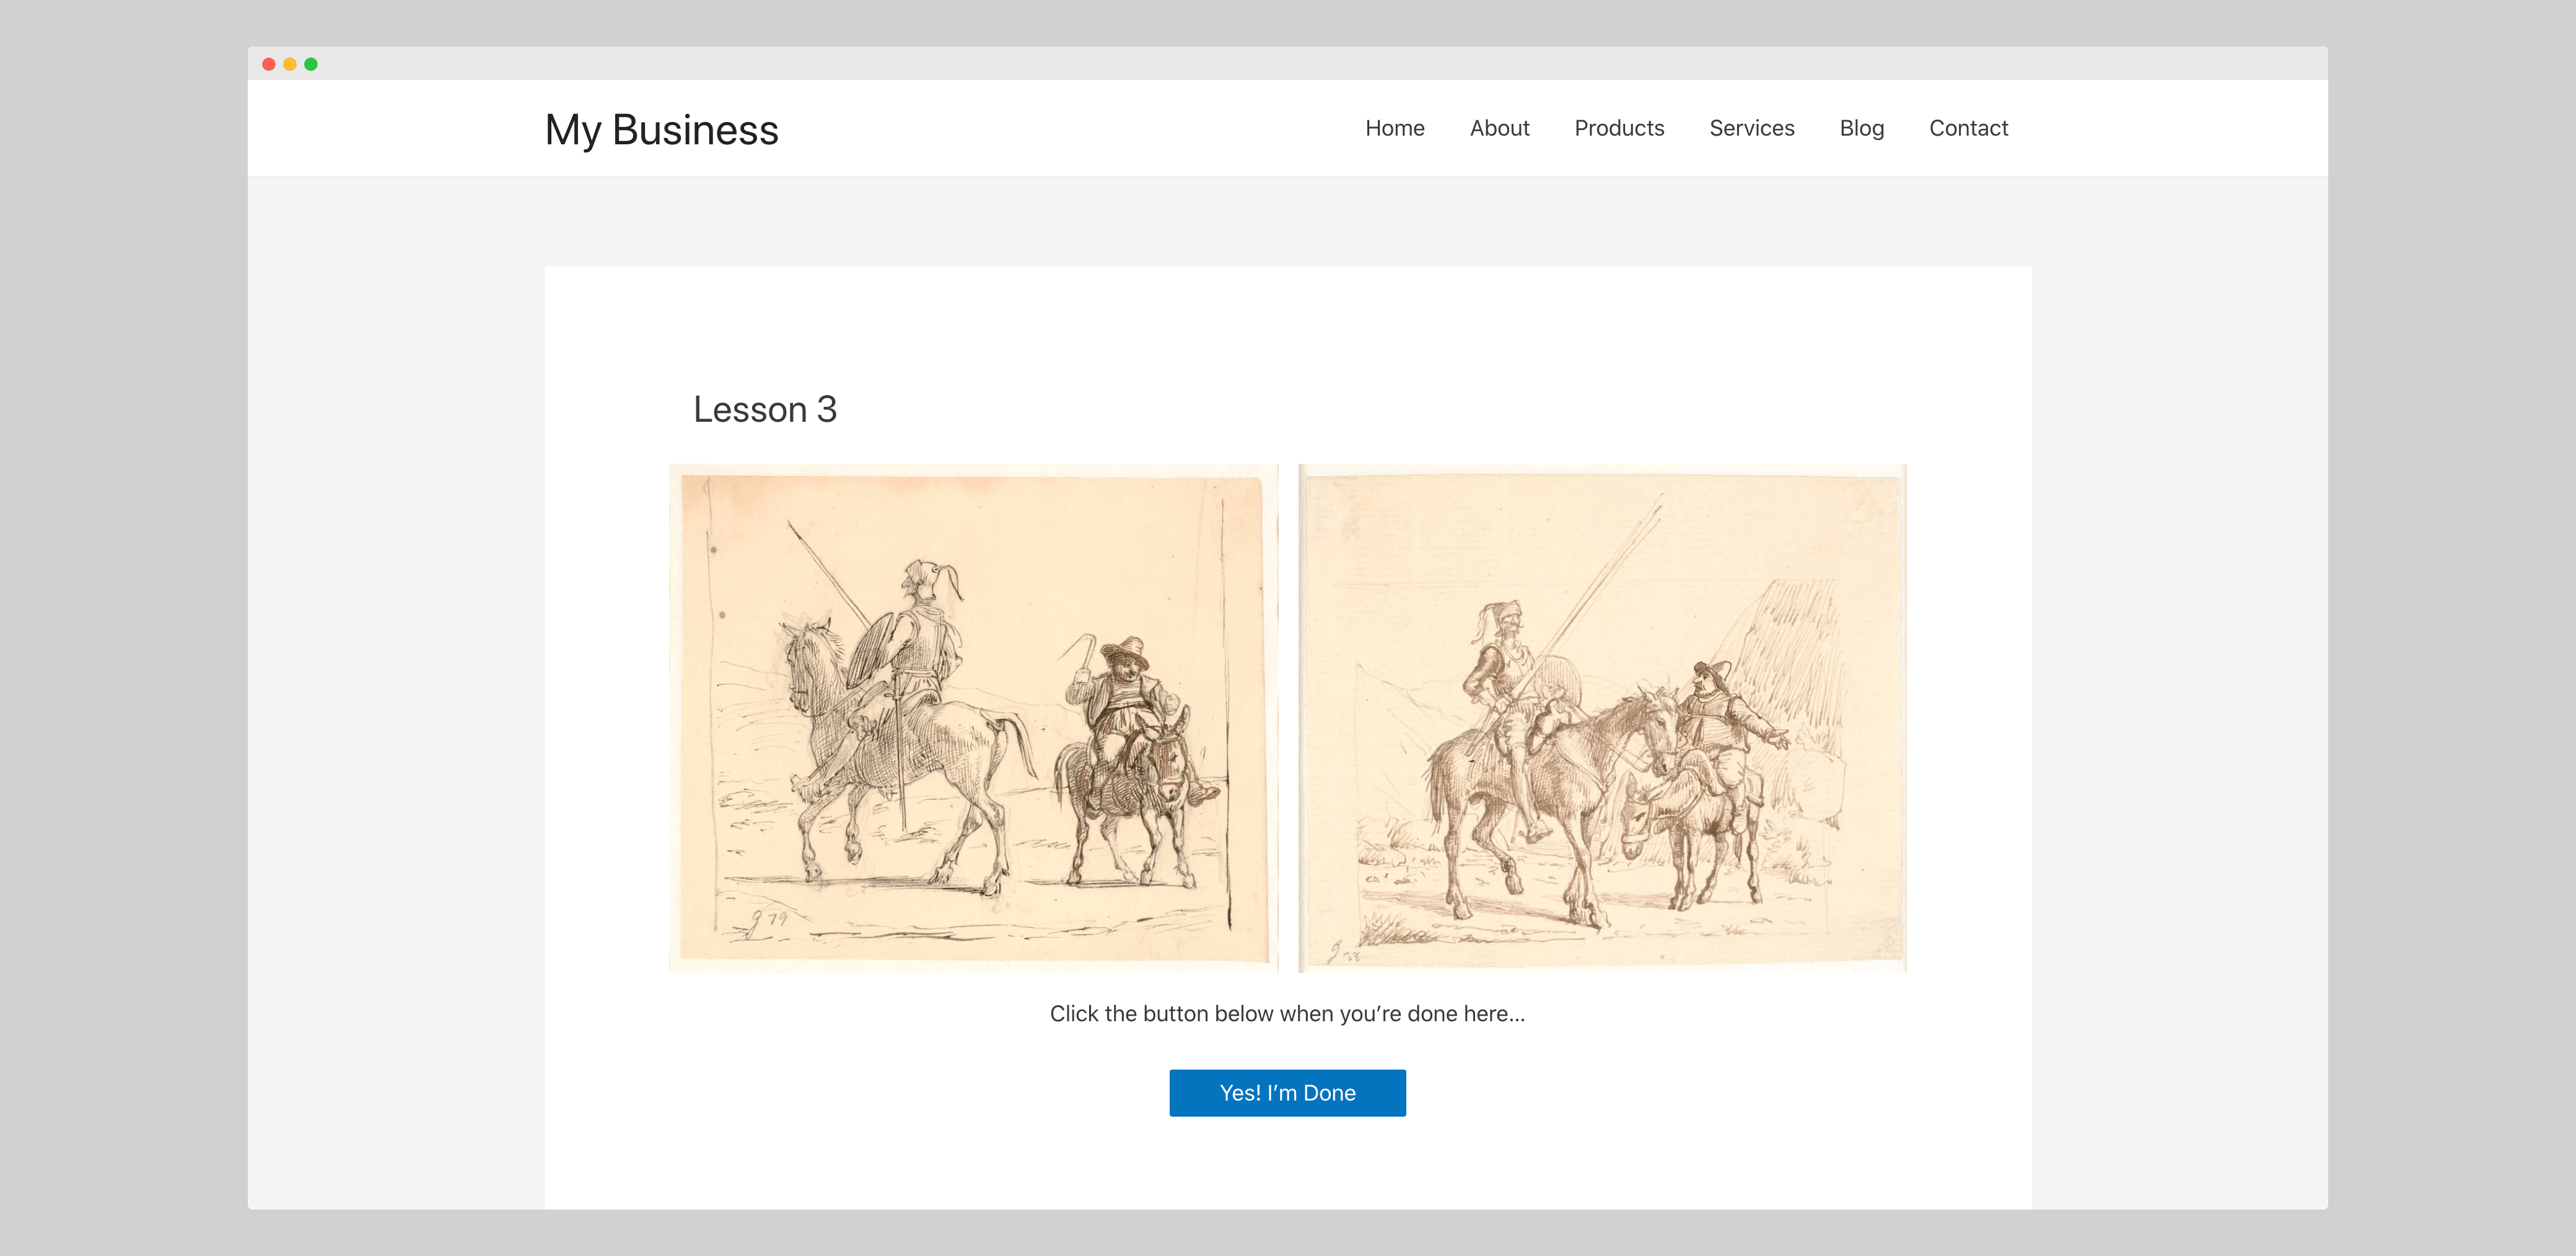 My Business
Home About Products Services Blog Contact
Lesson 3
g 79
g 38
Click the button below when you’re done here...
Yes! I’m Done